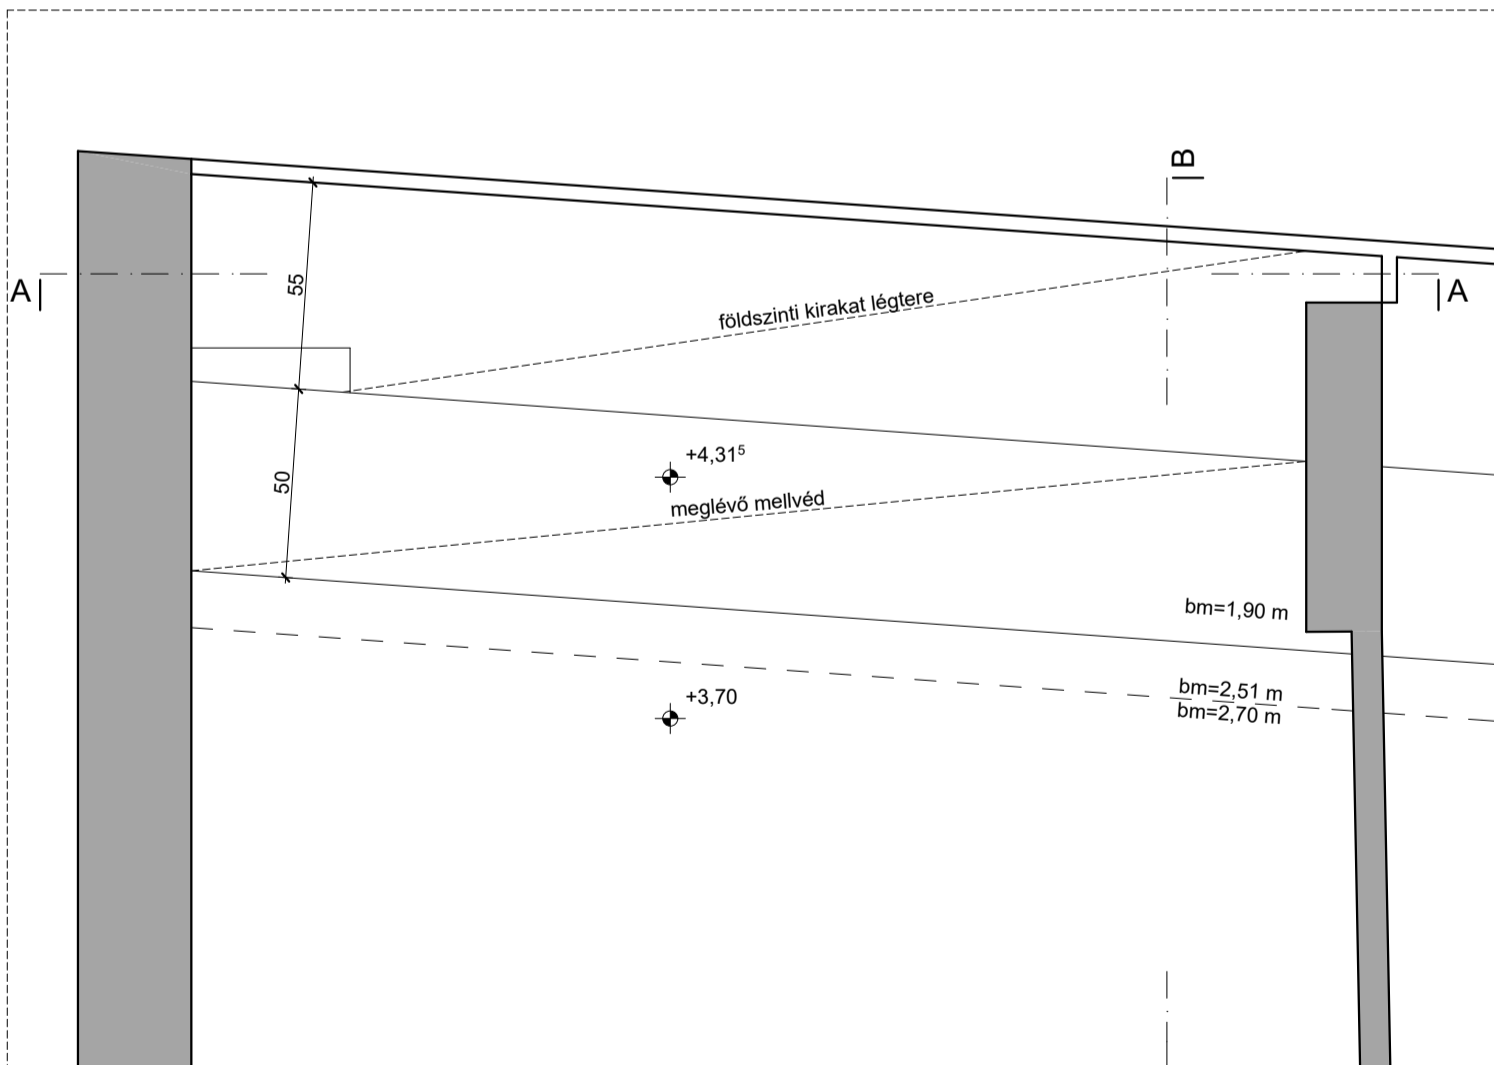 B
A
A
55
földszinti kirakat légtere
+4,31⁵
50
meglévő mellvéd
bm=1,90 m
bm=2,51 m
+3,70
bm=2,70 m